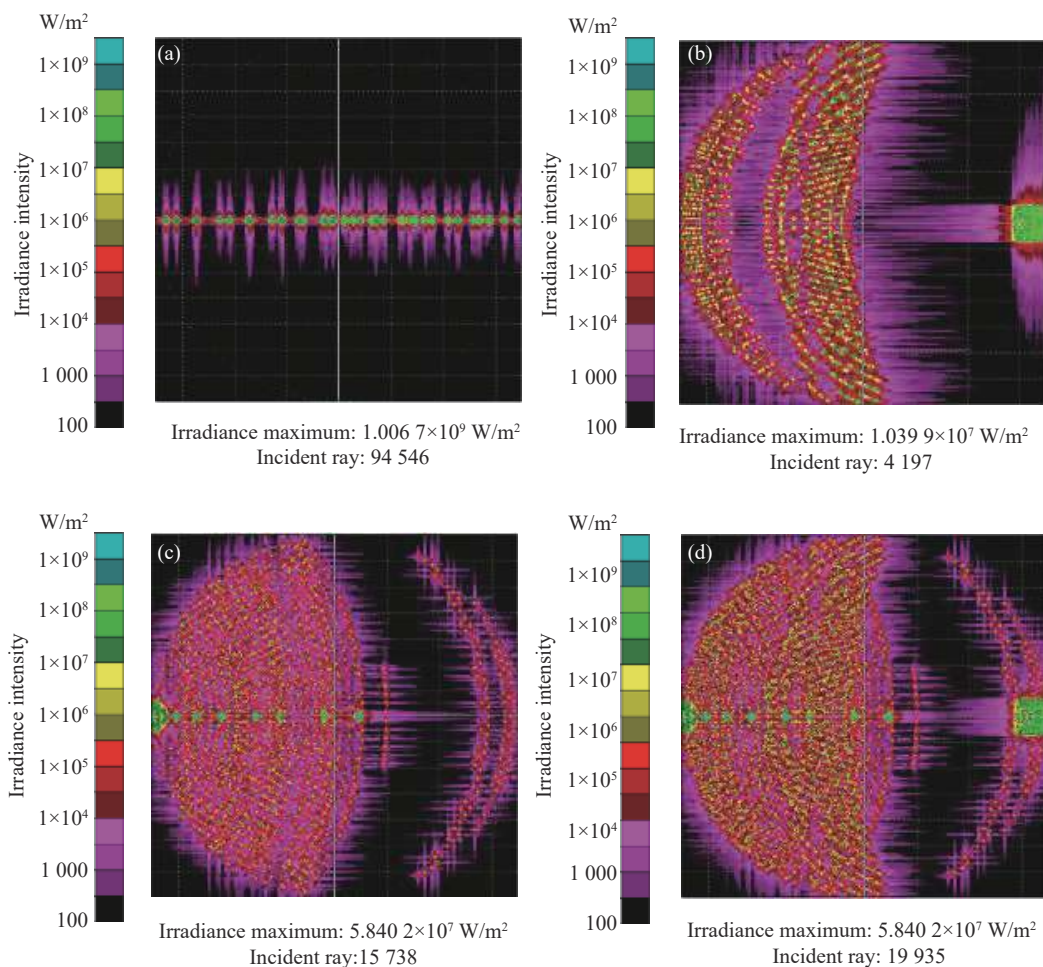 W/m²
1×10⁹
1×10⁸
1×10⁷
1×10⁶
1×10⁵
1×10⁴
1 000
100
Irradiance intensity
(a)
Irradiance maximum: 1.006 7×10⁹ W/m²
Incident ray: 94 546
W/m²
1×10⁹
1×10⁸
1×10⁷
1×10⁶
1×10⁵
1×10⁴
1 000
100
Irradiance intensity
(b)
Irradiance maximum: 1.039 9×10⁷ W/m²
Incident ray: 4 197
W/m²
1×10⁹
1×10⁸
1×10⁷
1×10⁶
1×10⁵
1×10⁴
1 000
100
Irradiance intensity
(c)
Irradiance maximum: 5.840 2×10⁷ W/m²
Incident ray:15 738
W/m²
1×10⁹
1×10⁸
1×10⁷
1×10⁶
1×10⁵
1×10⁴
1 000
100
Irradiance intensity
(d)
Irradiance maximum: 5.840 2×10⁷ W/m²
Incident ray: 19 935